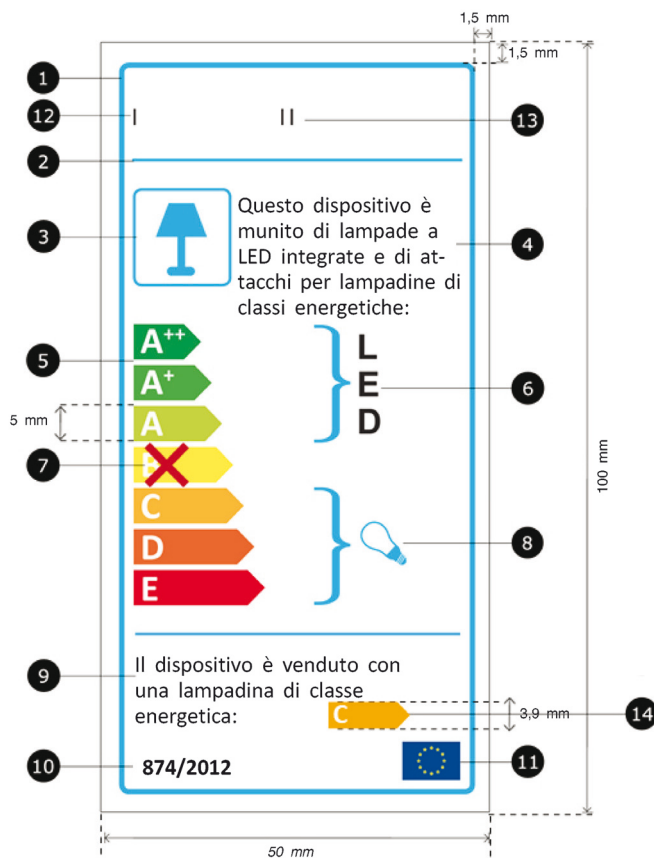 1,5 mm
1,5 mm
1
12 I II 13
2
3
Questo dispositivo è
munito di lampade a
LED integrate e di at-
tacchi per lampadine di
classi energetiche:
4
A++
5
A+
L
E
D
6
5 mm
A
7
C
D
E
8
100 mm
9
Il dispositivo è venduto con
una lampadina di classe
energetica:
C
3,9 mm
14
10
874/2012
11
50 mm